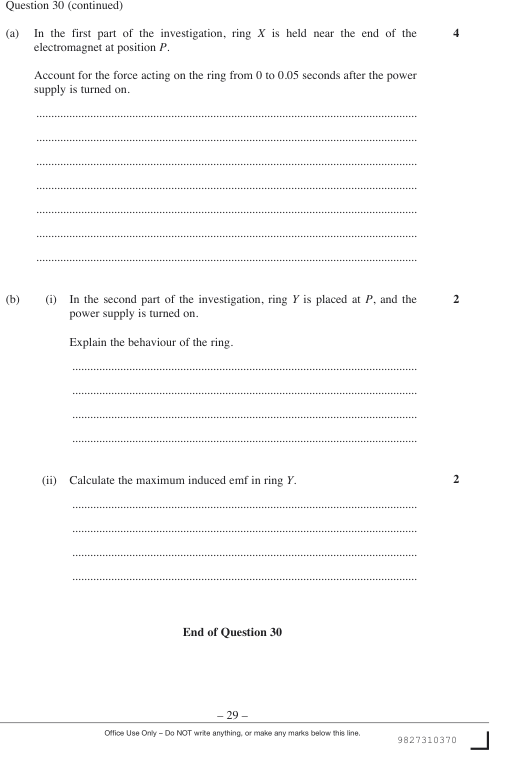 Question 30 (continued)
(a) In the first part of the investigation, ring X is held near the end of the 4
electromagnet at position P.
Account for the force acting on the ring from 0 to 0.05 seconds after the power
supply is turned on.
(b) (i) In the second part of the investigation, ring Y is placed at P, and the 2
power supply is turned on.
Explain the behaviour of the ring.
(ii) Calculate the maximum induced emf in ring Y. 2
End of Question 30
– 29 –
Office Use Only – Do NOT write anything, or make any marks below this line.
9827310370